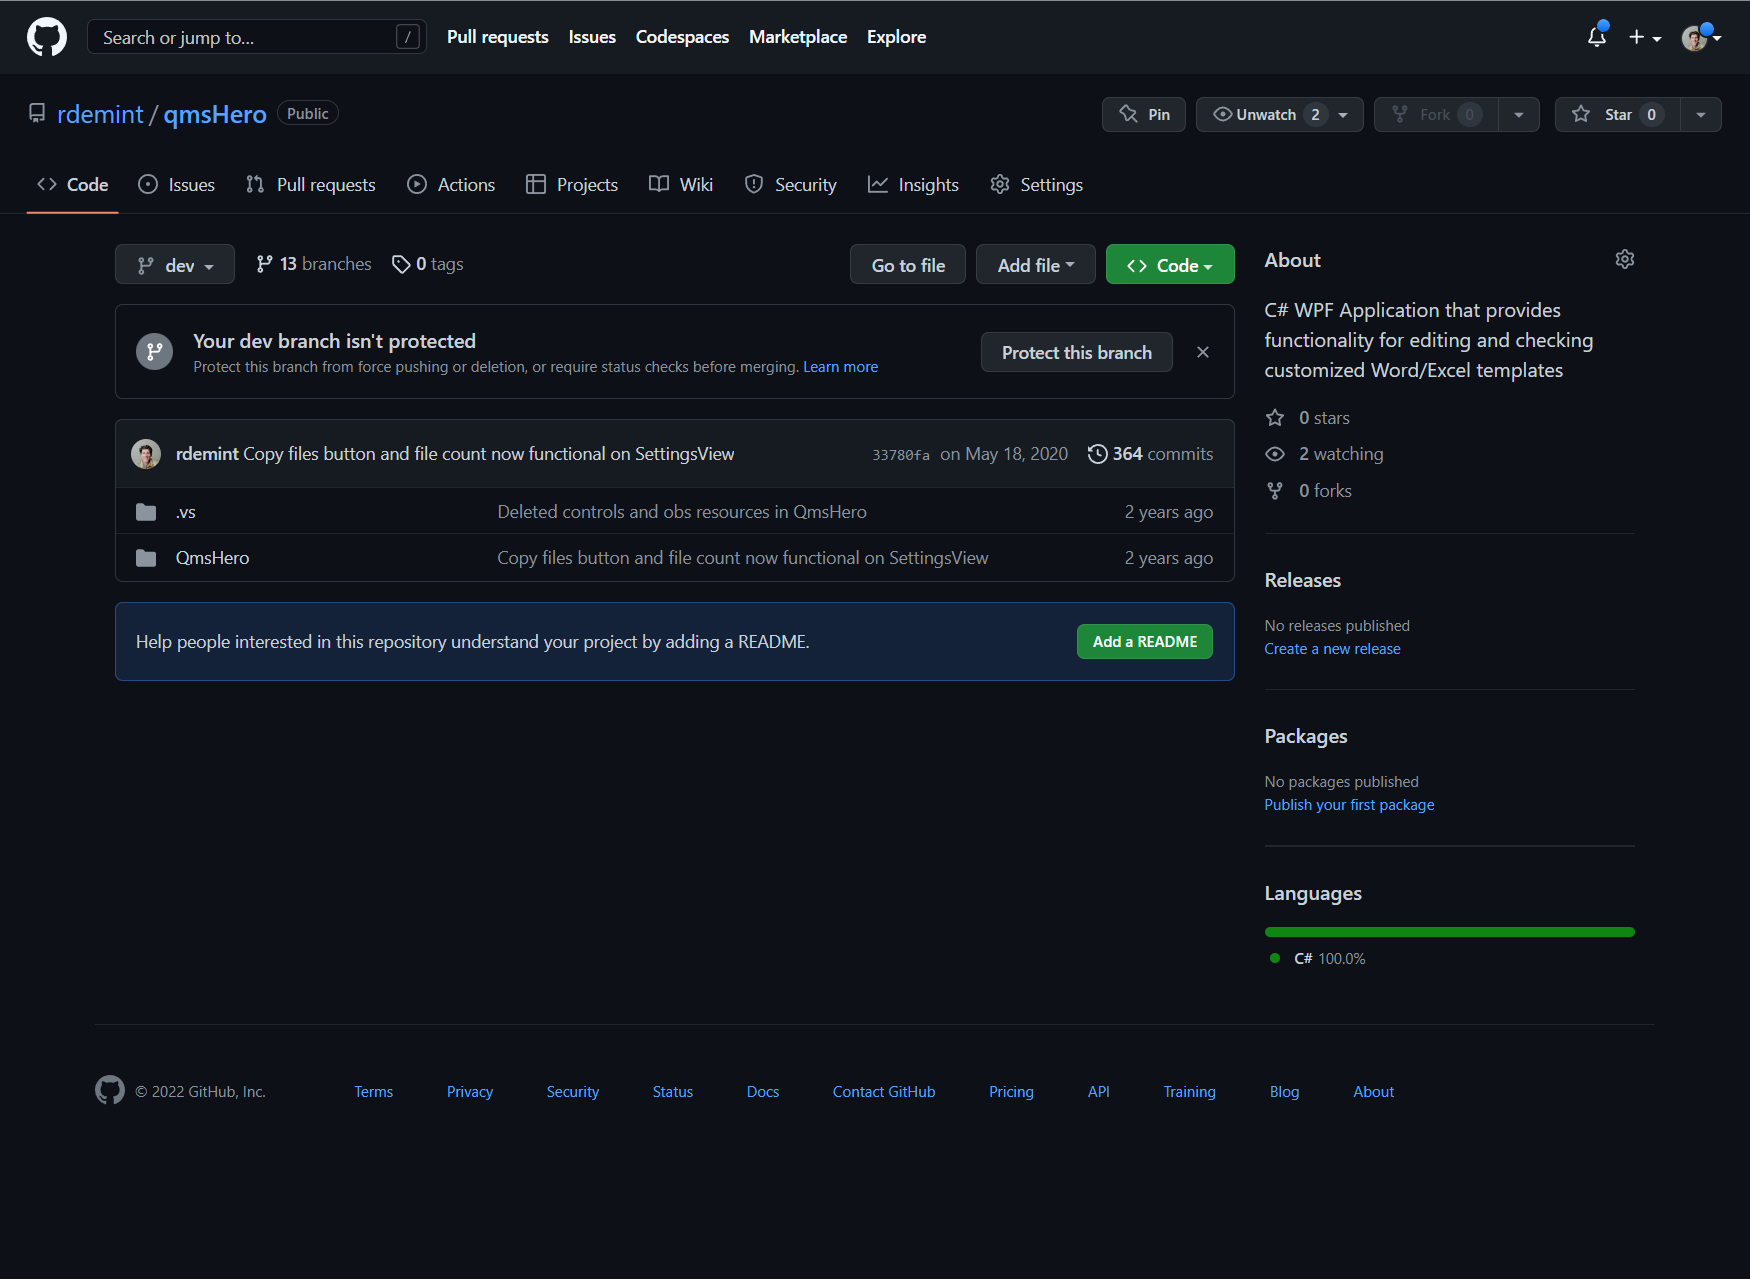 Search or jump to... /
Pull requests Issues Codespaces Marketplace Explore
rdemint / qmsHero Public
Pin Unwatch 2 Fork 0 Star 0
Code Issues Pull requests Actions Projects Wiki Security Insights Settings
dev 13 branches 0 tags Go to file Add file Code
Your dev branch isn't protected
Protect this branch from force pushing or deletion, or require status checks before merging. Learn more
Protect this branch
rdemint Copy files button and file count now functional on SettingsView 33780fa on May 18, 2020 364 commits
.vs Deleted controls and obs resources in QmsHero 2 years ago
QmsHero Copy files button and file count now functional on SettingsView 2 years ago
Help people interested in this repository understand your project by adding a README. Add a README
About
C# WPF Application that provides
functionality for editing and checking
customized Word/Excel templates
0 stars
2 watching
0 forks
Releases
No releases published
Create a new release
Packages
No packages published
Publish your first package
Languages
C# 100.0%
© 2022 GitHub, Inc. Terms Privacy Security Status Docs Contact GitHub Pricing API Training Blog About